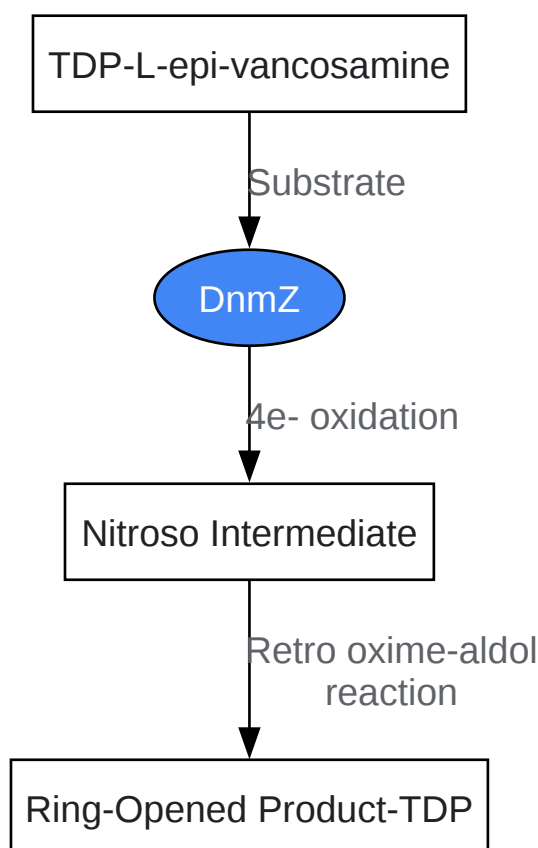 TDP-L-epi-vancosamine
Substrate
DnmZ
4e- oxidation
Nitroso Intermediate
Retro oxime-aldol
reaction
Ring-Opened Product-TDP